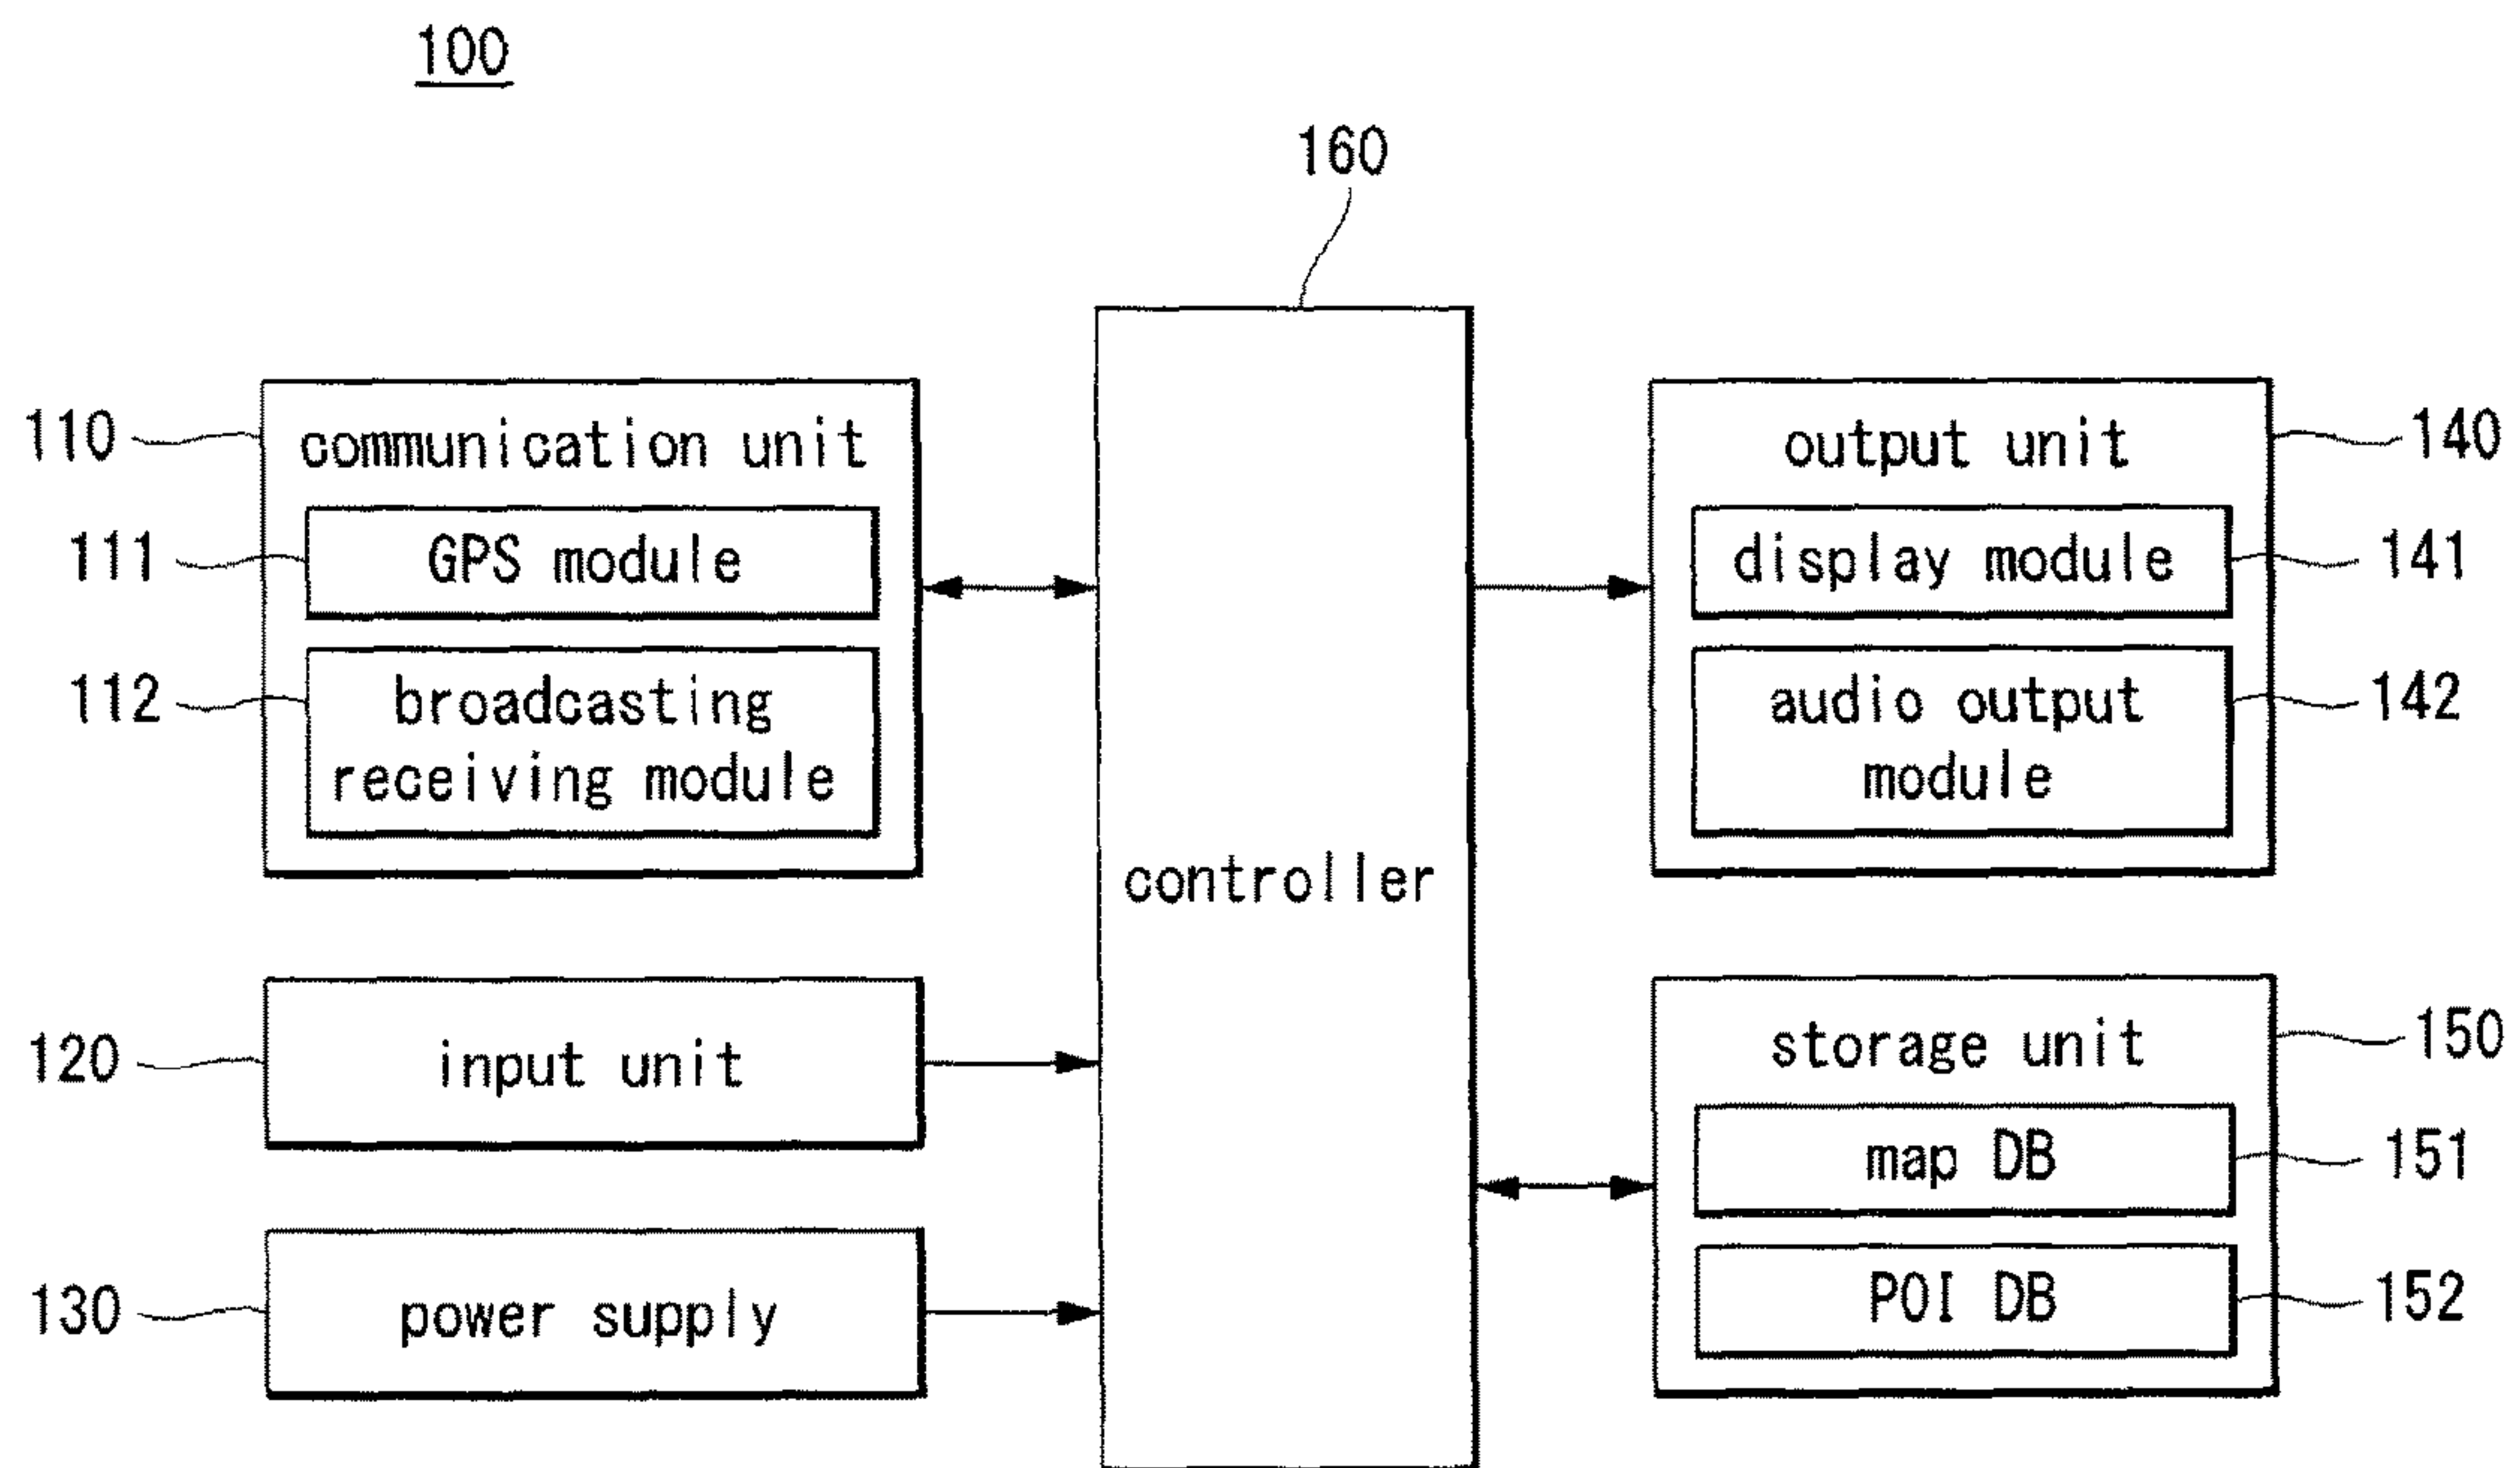 100
160
110
communication unit
111
GPS module
112
broadcasting
receiving module
120
input unit
130
power supply
controller
output unit
140
display module
141
audio output
module
142
storage unit
150
map DB
151
POI DB
152